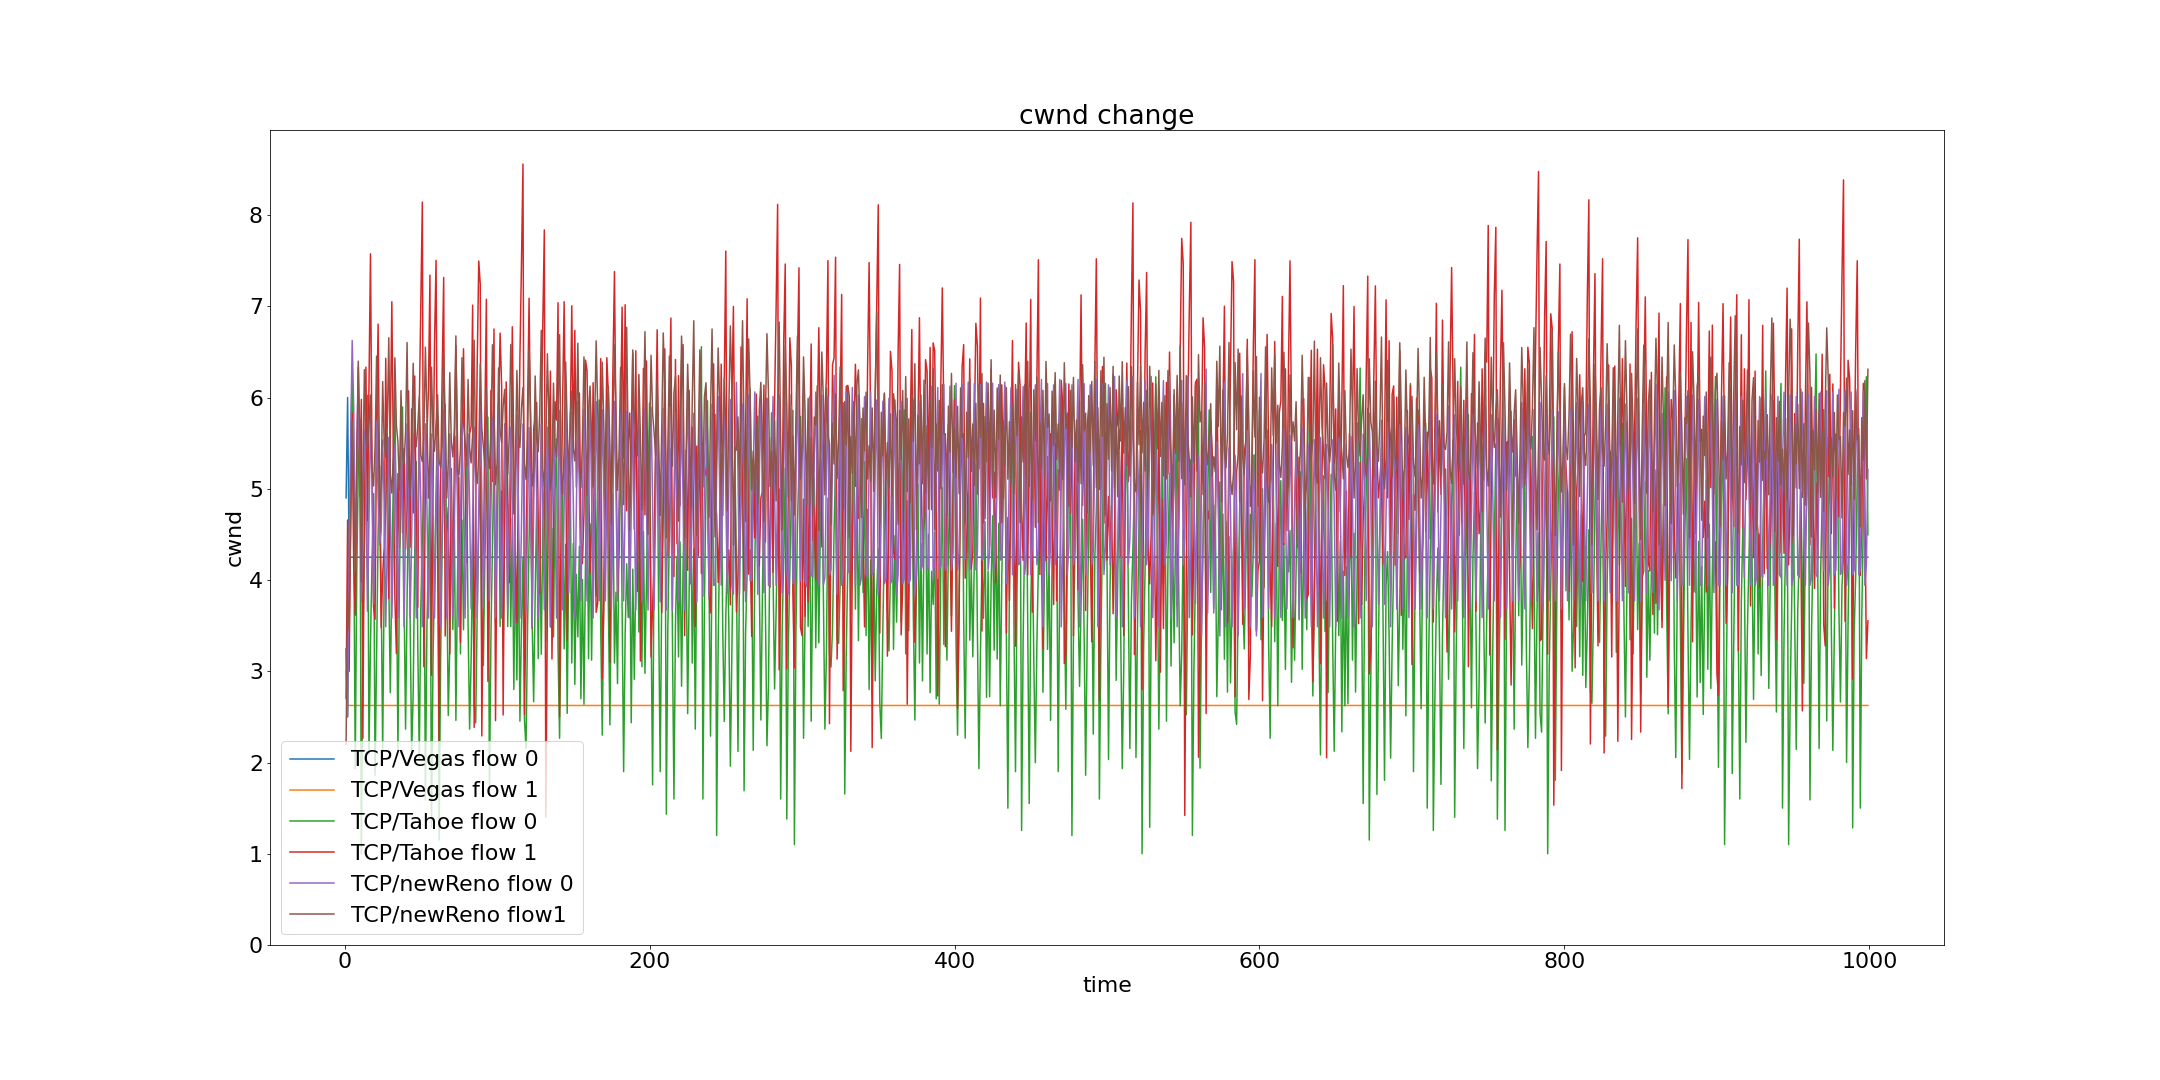 cwnd change
cwnd
8
7
6
5
4
3
2
1
0
TCP/Vegas flow 0
TCP/Vegas flow 1
TCP/Tahoe flow 0
TCP/Tahoe flow 1
TCP/newReno flow 0
TCP/newReno flow1
0 200 400 600 800 1000
time